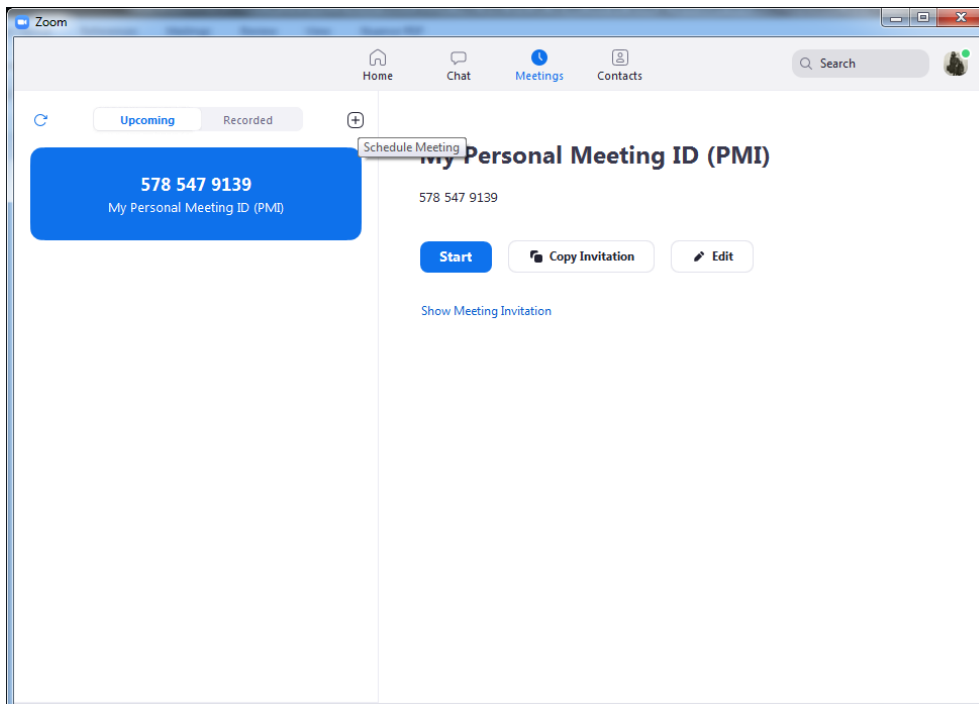 Zoom
Home Chat Meetings Contacts
Search
Upcoming Recorded
Schedule Meeting
578 547 9139
My Personal Meeting ID (PMI)
My Personal Meeting ID (PMI)
578 547 9139
Start Copy Invitation Edit
Show Meeting Invitation